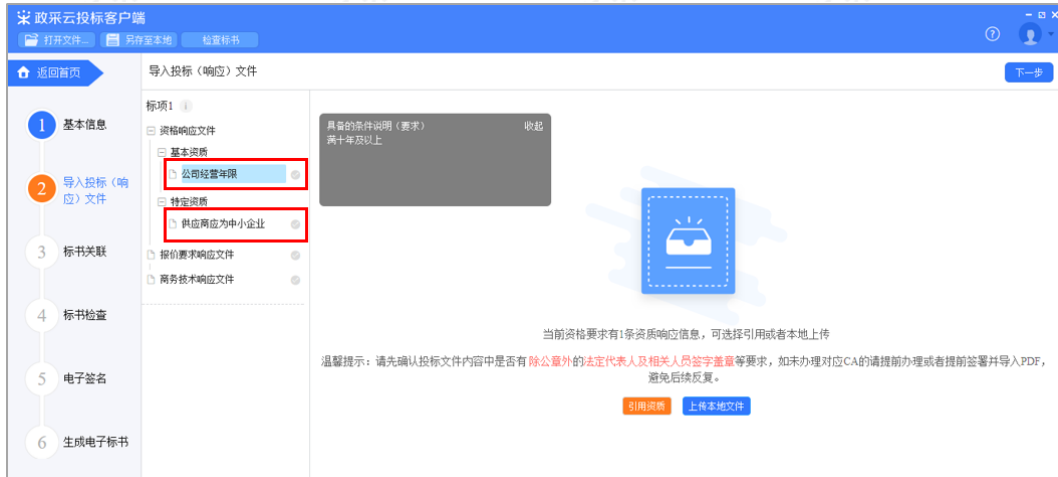 政采云投标客户端
打开文件... 另存至本地 检查标书
返回首页
导入投标（响应）文件
下一步
1 基本信息
2 导入投标（响
应）文件
3 标书关联
4 标书检查
5 电子签名
6 生成电子标书
标项1
资格响应文件
基本资质
公司经营年限
特定资质
供应商应为中小企业
报价要求响应文件
商务技术响应文件
具备的条件说明（要求） 收起
满十年及以上
当前资格要求有1条资质响应信息，可选择引用或者本地上传
温馨提示：请先确认投标文件内容中是否有除公章外的法定代表人及相关人员签字盖章等要求，如未办理对应CA的请提前办理或者提前签署并导入PDF，
避免后续反复。
引用资质 上传本地文件